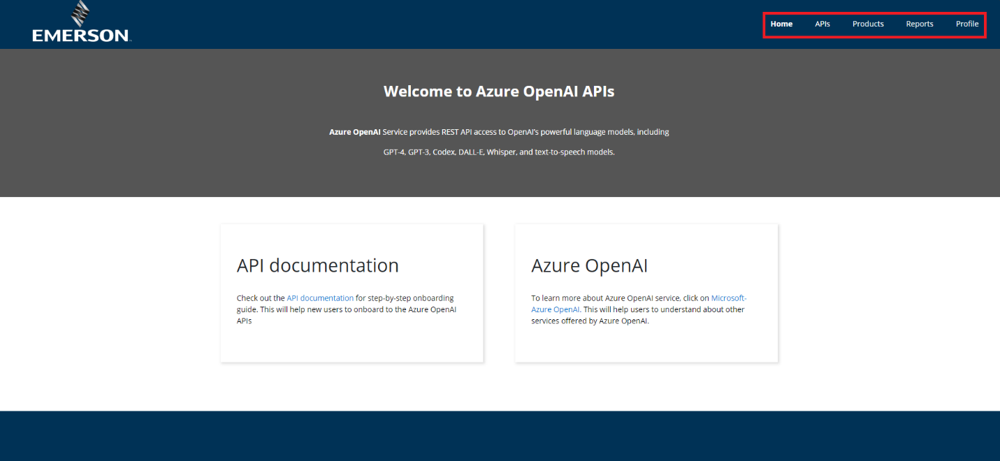 EMERSON
Home APIs Products Reports Profile
Welcome to Azure OpenAI APIs
Azure OpenAI Service provides REST API access to OpenAI's powerful language models, including
GPT-4, GPT-3, Codex, DALL-E, Whisper, and text-to-speech models.
API documentation
Check out the API documentation for step-by-step onboarding
guide. This will help new users to onboard to the Azure OpenAI
APIs
Azure OpenAI
To learn more about Azure OpenAI service, click on Microsoft-
Azure OpenAI. This will help users to understand about other
services offered by Azure OpenAI.